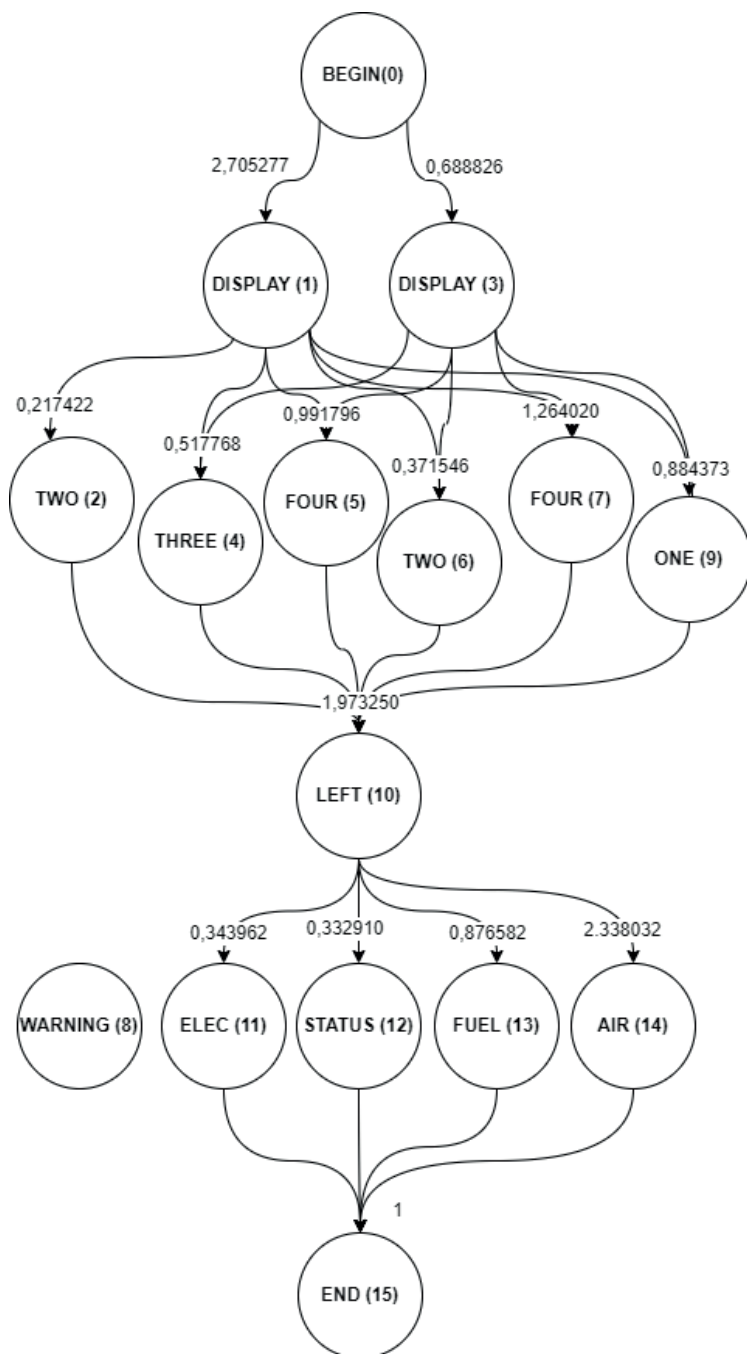 BEGIN(0)
2,705277
0,688826
DISPLAY (1)
DISPLAY (3)
0,217422
0,517768
0,991796
0,371546
1,264020
0,884373
TWO (2)
THREE (4)
FOUR (5)
TWO (6)
FOUR (7)
ONE (9)
1,973250
LEFT (10)
0,343962
0,332910
0,876582
2.338032
WARNING (8)
ELEC (11)
STATUS (12)
FUEL (13)
AIR (14)
1
END (15)